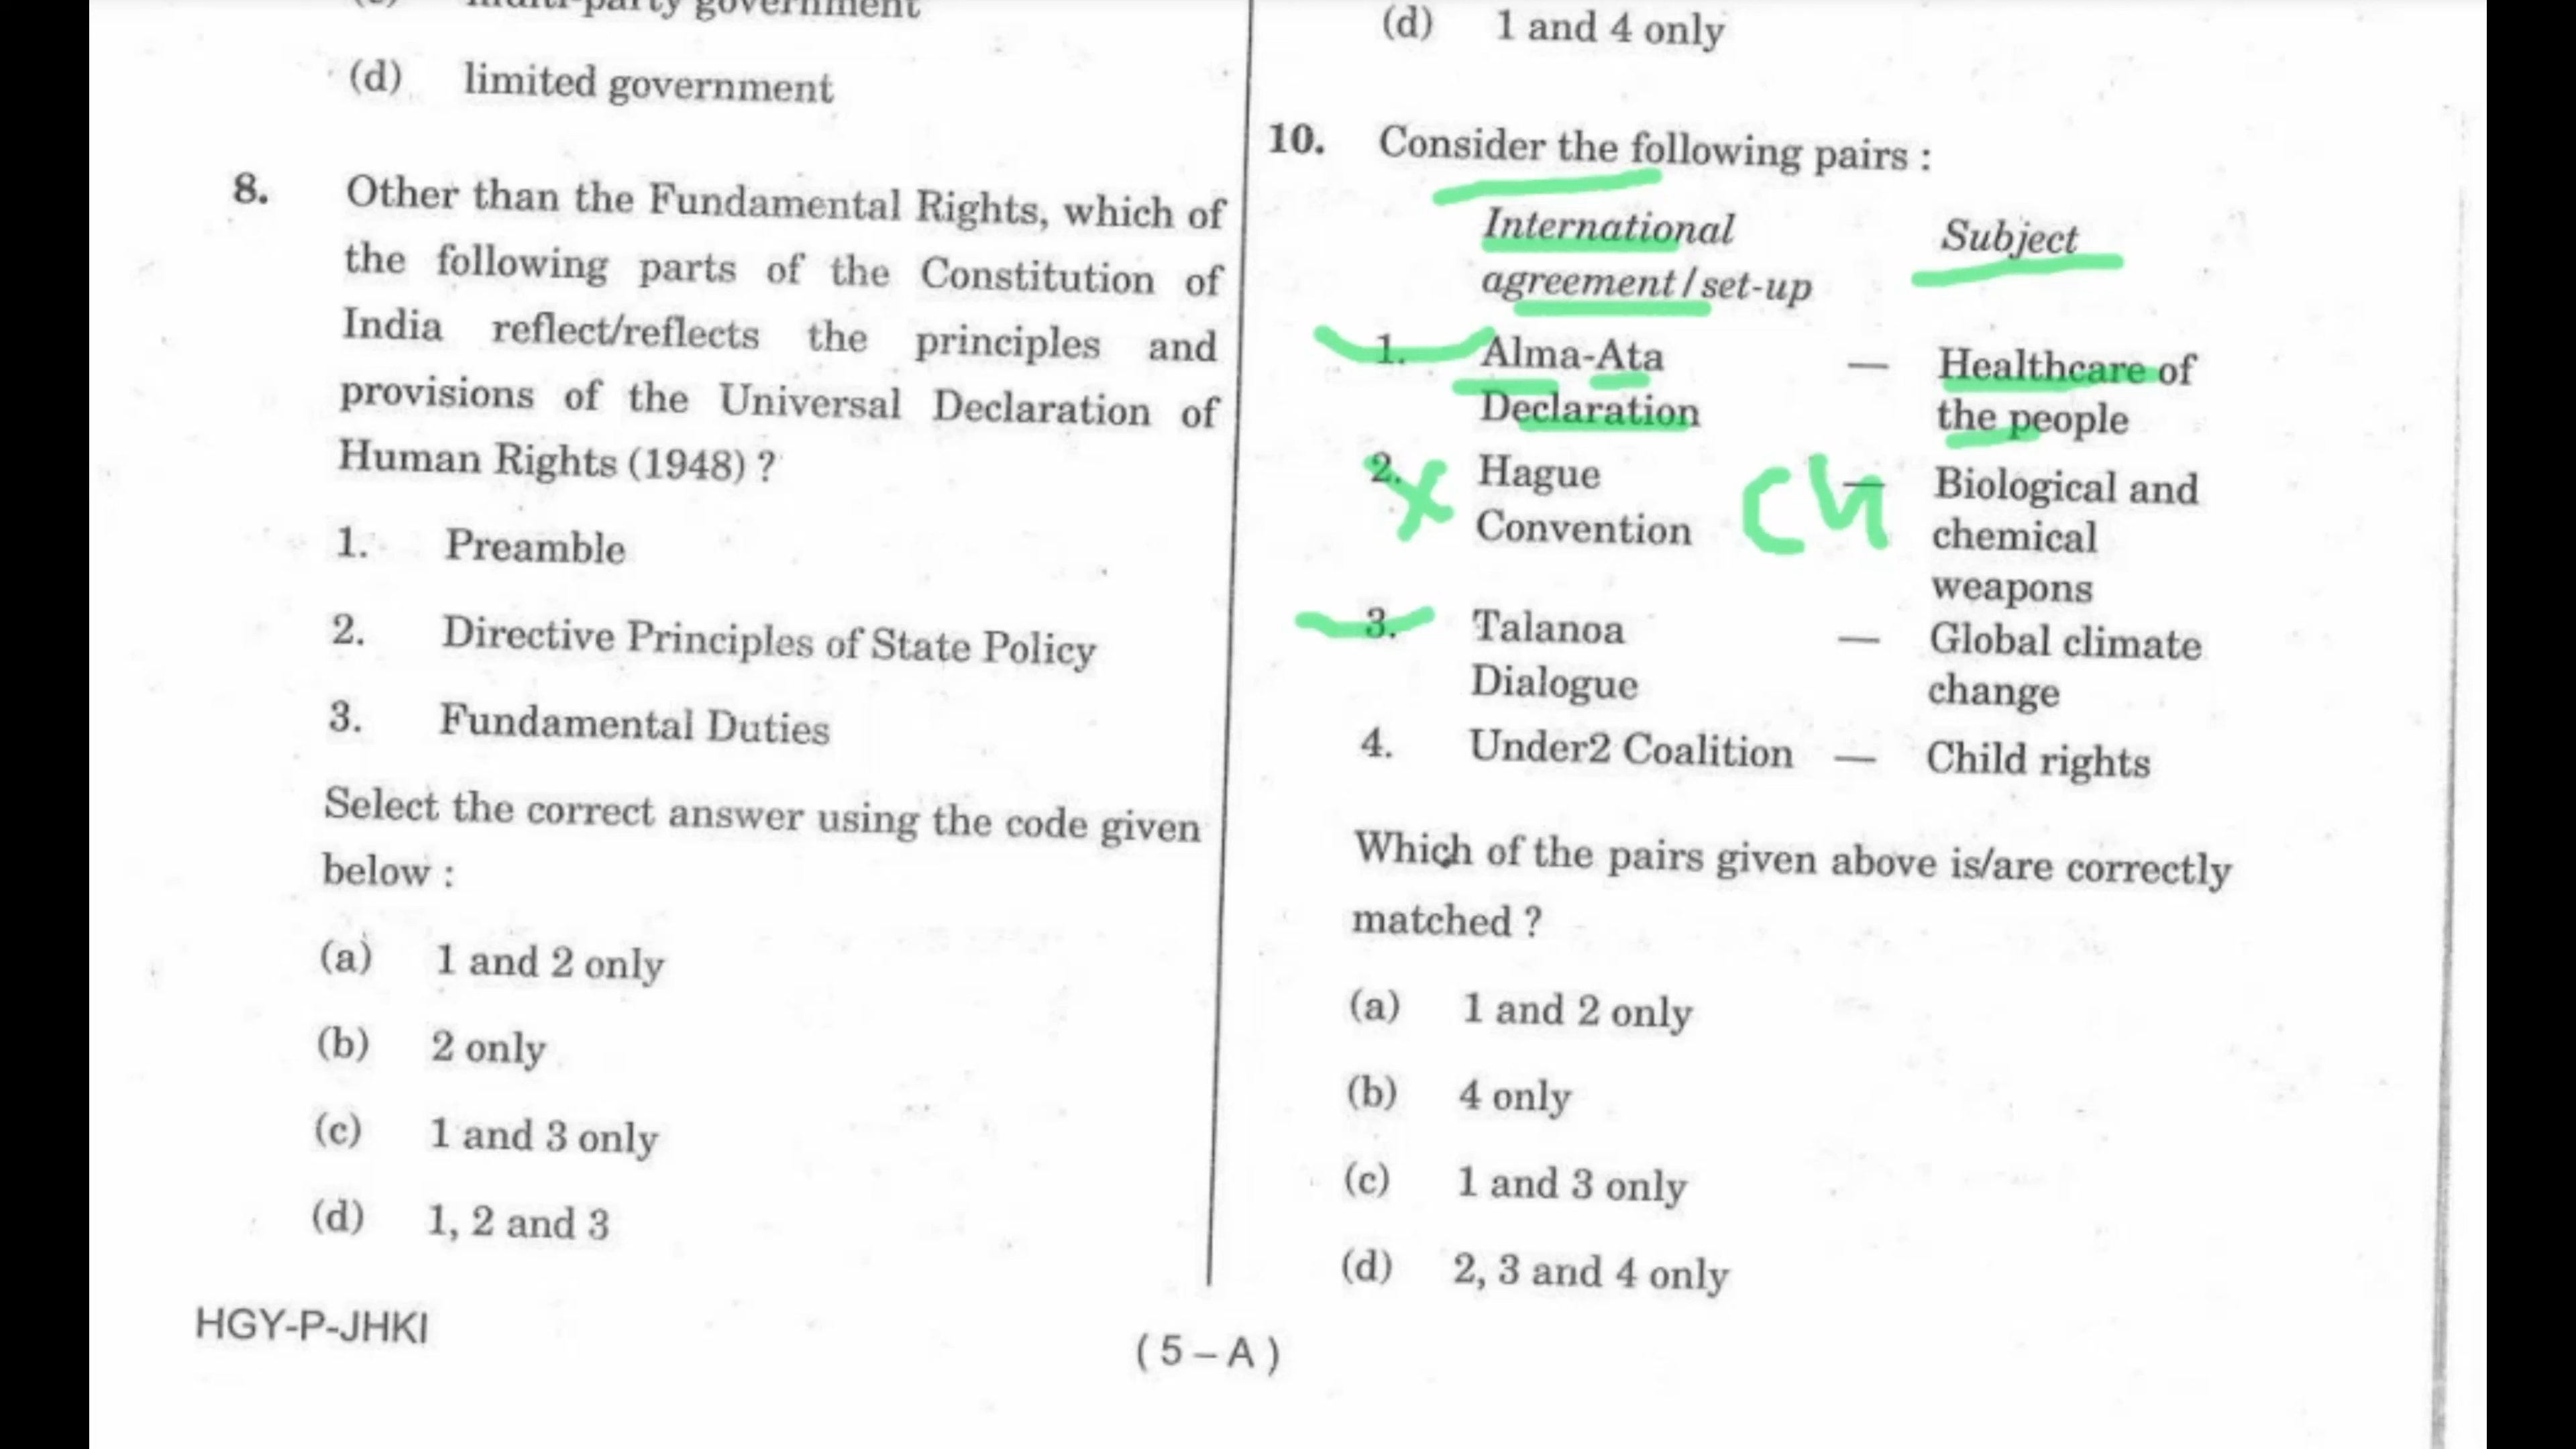 multi-party government
(d) limited government
8. Other than the Fundamental Rights, which of
the following parts of the Constitution of
India reflect/reflects the principles and
provisions of the Universal Declaration of
Human Rights (1948) ?
1. Preamble
2. Directive Principles of State Policy
3. Fundamental Duties
Select the correct answer using the code given
below :
(a) 1 and 2 only
(b) 2 only
(c) 1 and 3 only
(d) 1, 2 and 3
HGY-P-JHKI
(d) 1 and 4 only
10. Consider the following pairs :
International Subject
agreement / set-up
1. Alma-Ata — Healthcare of
Declaration the people
2. Hague CH — Biological and
Convention chemical
weapons
3. Talanoa — Global climate
Dialogue change
4. Under2 Coalition — Child rights
Which of the pairs given above is/are correctly
matched ?
(a) 1 and 2 only
(b) 4 only
(c) 1 and 3 only
(d) 2, 3 and 4 only
( 5 – A )